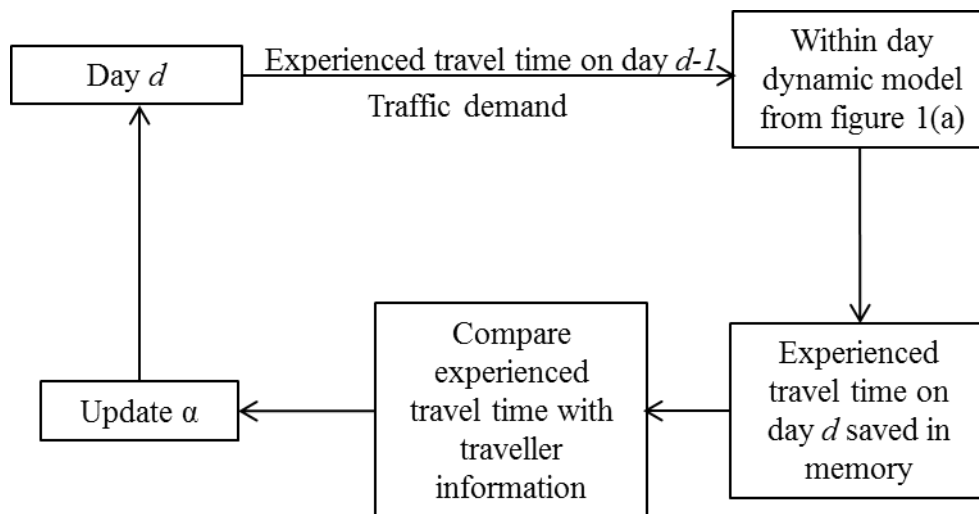 Day d
Experienced travel time on day d-1
Traffic demand
Within day
dynamic model
from figure 1(a)
Experienced
travel time on
day d saved in
memory
Compare
experienced
travel time with
traveller
information
Update α